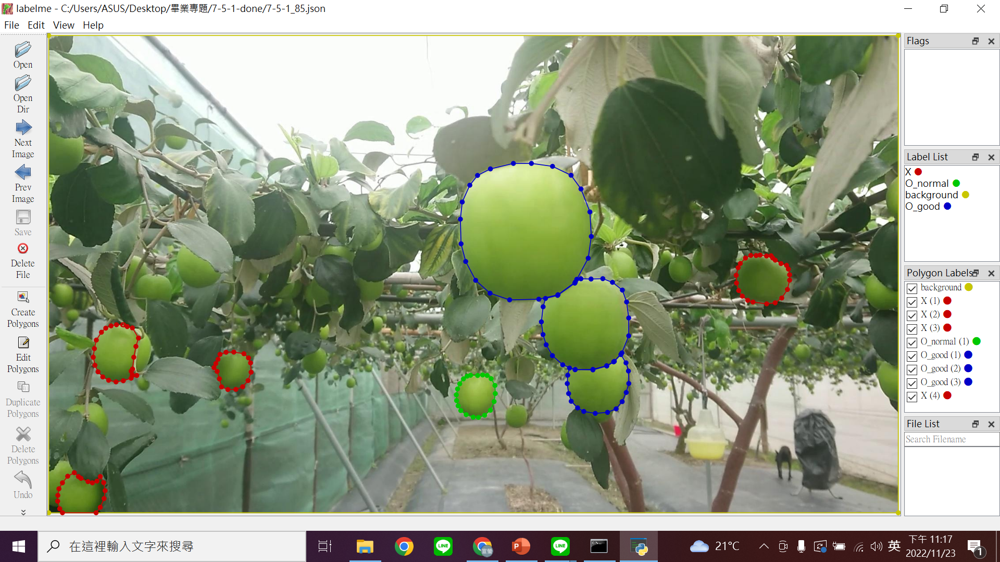 labelme - C:/Users/ASUS/Desktop/畢業專題/7-5-1-done/7-5-1_85.json
File Edit View Help
Open
Open
Dir
Next
Image
Prev
Image
Save
Delete
File
Create
Polygons
Edit
Polygons
Duplicate
Polygons
Delete
Polygons
Undo
Flags
Label List
X
O_normal
background
O_good
Polygon Labels
background
X (1)
X (2)
X (3)
O_normal (1)
O_good (1)
O_good (2)
O_good (3)
X (4)
File List
Search Filename
在這裡輸入文字來搜尋
LINE
P
LINE
21°C
英
下午 11:17
2022/11/23
1